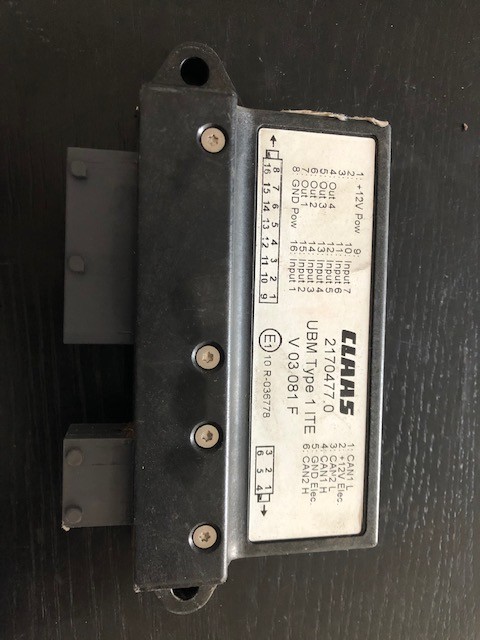 CLAAS
2170477.0
UBM Type 1 ITE
V 03.081 F
E1 10 R-036778
1: +12V Pow 9:
2: 10: Input 7
3: 11: Input 6
4: Out 4 12: Input 5
5: Out 3 13: Input 4
6: Out 2 14: Input 3
7: Out 1 15: Input 2
8: GND Pow 16: Input 1
8 7 6 5 4 3 2 1
16 15 14 13 12 11 10 9
1: CAN1 L
2: +12V Elec.
3: CAN2 L
4: CAN1 H
5: GND Elec.
6: CAN2 H
3 2 1
6 5 4